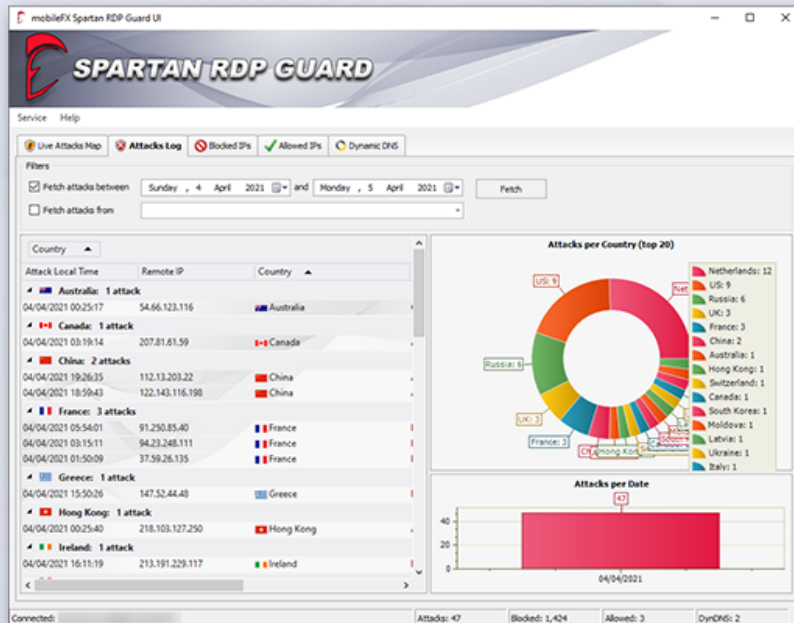 mobileFX Spartan RDP Guard UI
SPARTAN RDP GUARD
Service Help
Live Attacks Map Attacks Log Blocked IPs Allowed IPs Dynamic DNS
Filters
Fetch attacks between Sunday , 4 April 2021 and Monday , 5 April 2021 Fetch
Fetch attacks from
Country
Attack Local Time Remote IP Country
Australia: 1 attack
04/04/2021 00:25:17 54.66.123.116 Australia
Canada: 1 attack
04/04/2021 03:19:14 207.81.61.59 Canada
China: 2 attacks
04/04/2021 19:26:35 112.13.203.22 China
04/04/2021 18:59:43 122.143.116.198 China
France: 3 attacks
04/04/2021 05:54:01 91.250.85.40 France
04/04/2021 03:15:11 94.23.248.111 France
04/04/2021 01:50:09 37.59.26.135 France
Greece: 1 attack
04/04/2021 15:50:26 147.52.44.48 Greece
Hong Kong: 1 attack
04/04/2021 00:25:40 218.103.127.250 Hong Kong
Ireland: 1 attack
04/04/2021 16:11:19 213.191.229.117 Ireland
Attacks per Country (top 20)
US: 9
Net
Russia: 6
UK: 3
France: 3
Hong Kon
Netherlands: 12
US: 9
Russia: 6
UK: 3
France: 3
China: 2
Australia: 1
Hong Kong: 1
Switzerland: 1
Canada: 1
South Korea: 1
Moldova: 1
Latvia: 1
Ukraine: 1
Italy: 1
Attacks per Date
47
40
20
0
04/04/2021
Connected: Attacks: 47 Blocked: 1,424 Allowed: 3 DynDNS: 2